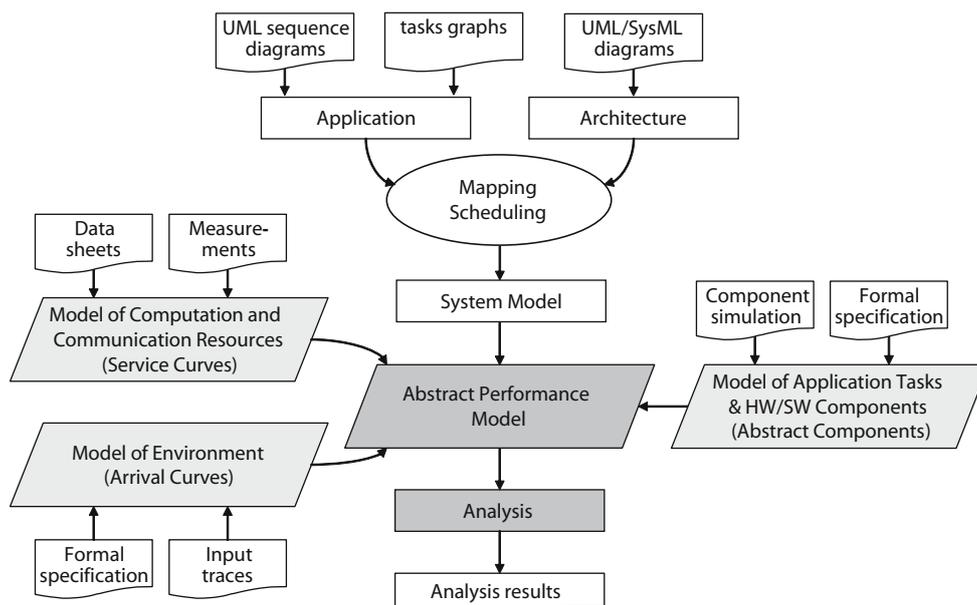 UML sequence
diagrams
tasks graphs
UML/SysML
diagrams
Application
Architecture
Mapping
Scheduling
Data
sheets
Measure-
ments
System Model
Component
simulation
Formal
specification
Model of Computation and
Communication Resources
(Service Curves)
Abstract Performance
Model
Model of Application Tasks
& HW/SW Components
(Abstract Components)
Model of Environment
(Arrival Curves)
Analysis
Formal
specification
Input
traces
Analysis results